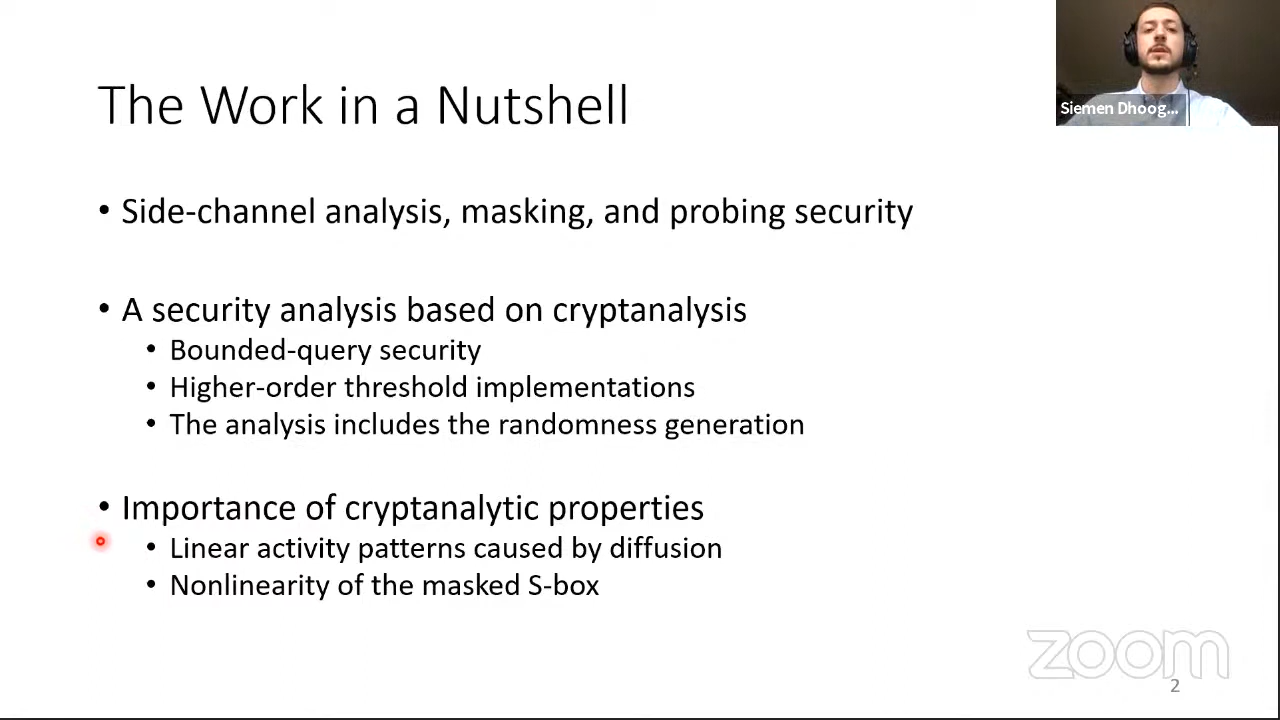 The Work in a Nutshell
Siemen Dhoog...
• Side-channel analysis, masking, and probing security
• A security analysis based on cryptanalysis
• Bounded-query security
• Higher-order threshold implementations
• The analysis includes the randomness generation
• Importance of cryptanalytic properties
• Linear activity patterns caused by diffusion
• Nonlinearity of the masked S-box
zoom
2